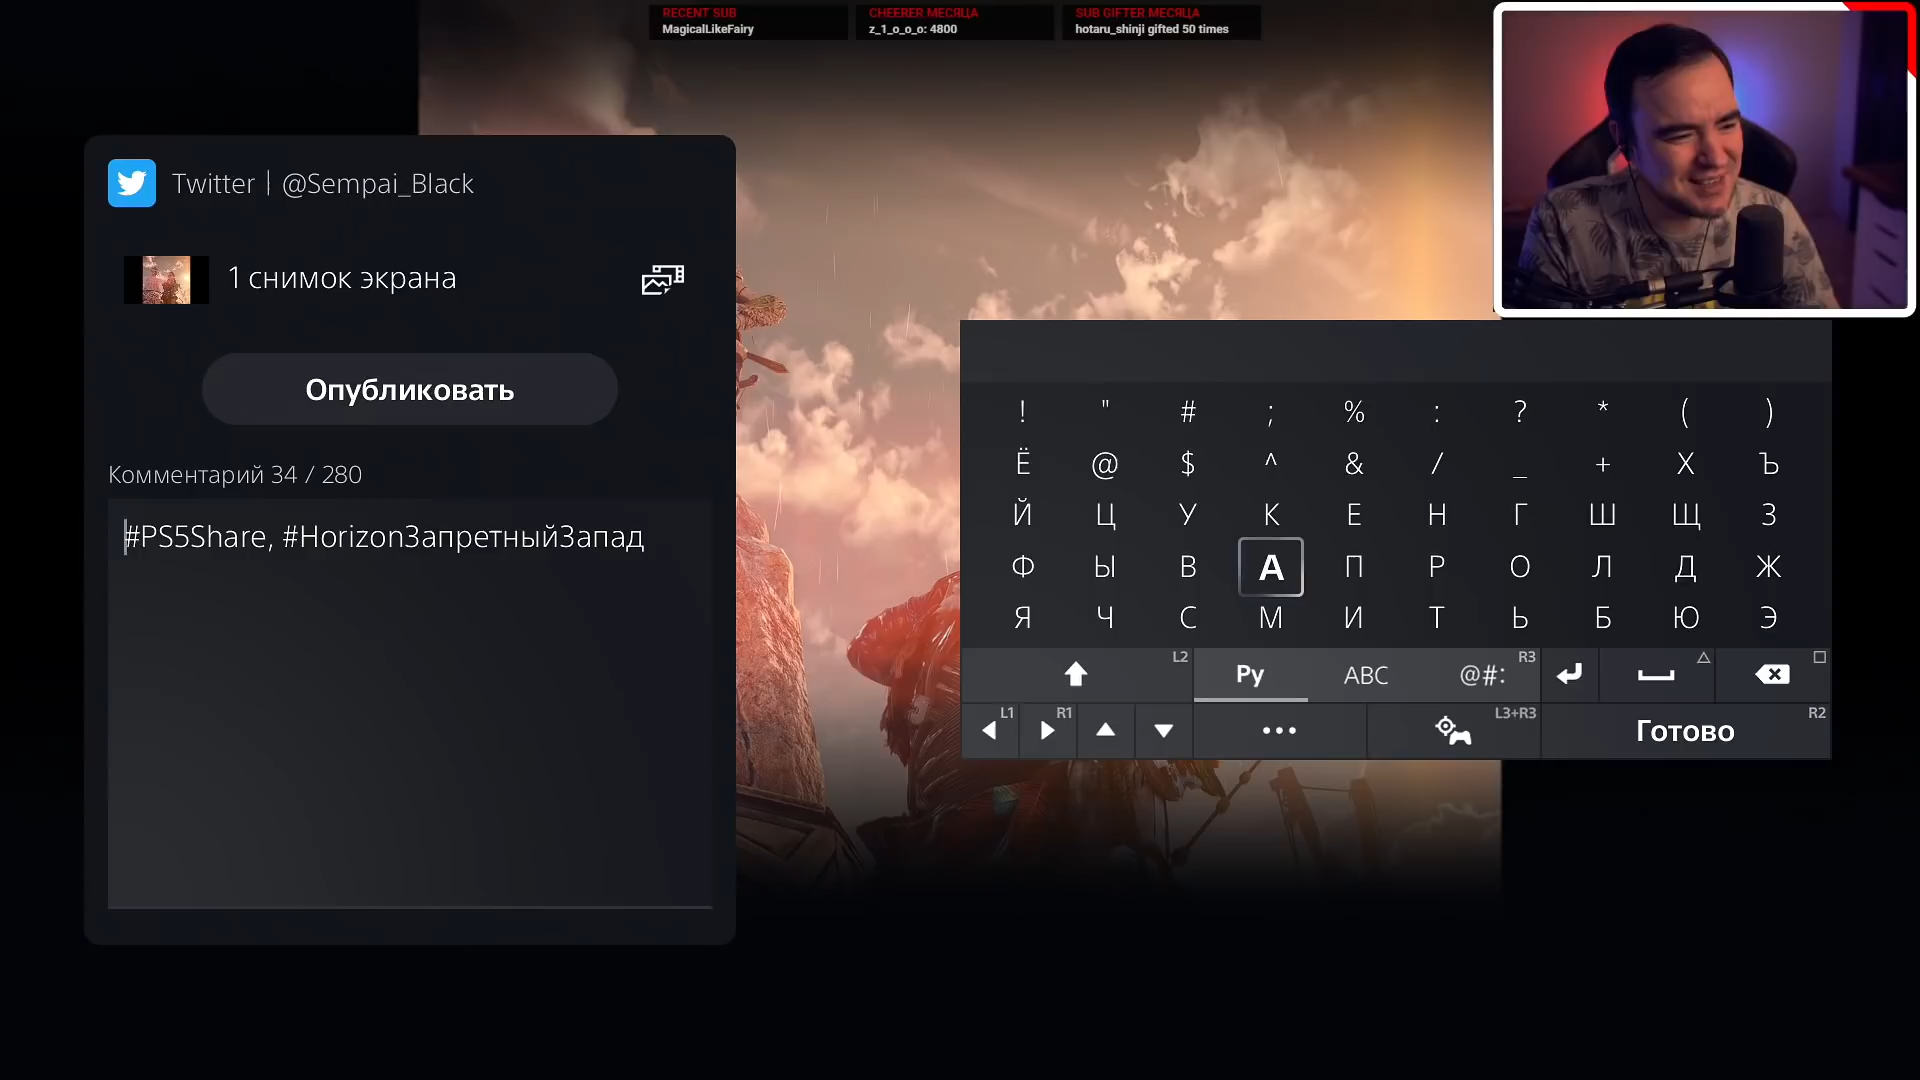 RECENT SUB
MagicalLikeFairy
CHEERER МЕСЯЦА
z_1_o_o_o: 4800
SUB GIFTER МЕСЯЦА
hotaru_shinji gifted 50 times
Twitter | @Sempai_Black
1 снимок экрана
Опубликовать
Комментарий 34 / 280
#PS5Share, #HorizonЗапретныйЗапад
! " # ; % : ? * ( )
Ё @ $ ^ & / _ + Х Ъ
Й Ц У К Е Н Г Ш Щ З
Ф Ы В А П Р О Л Д Ж
Я Ч С М И Т Ь Б Ю Э
L2 Ру ABC @#: R3
L1 R1 ••• L3+R3 Готово R2